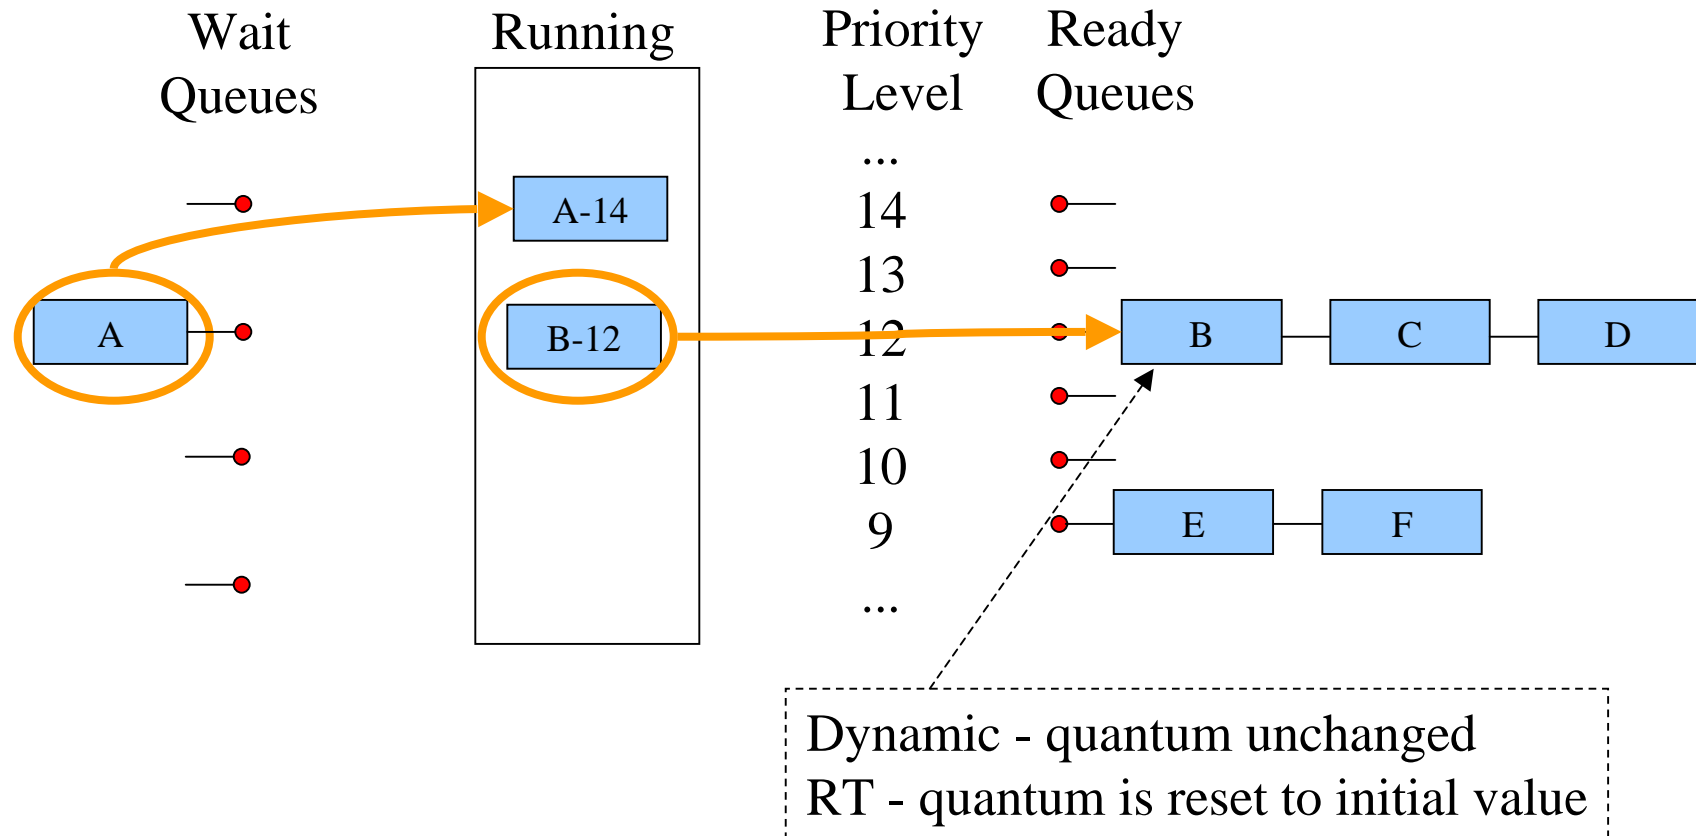 Wait
Queues
Running
Priority
Level
Ready
Queues
...
14
13
12
11
10
9
...
A
A-14
B-12
B
C
D
E
F
Dynamic - quantum unchanged
RT - quantum is reset to initial value